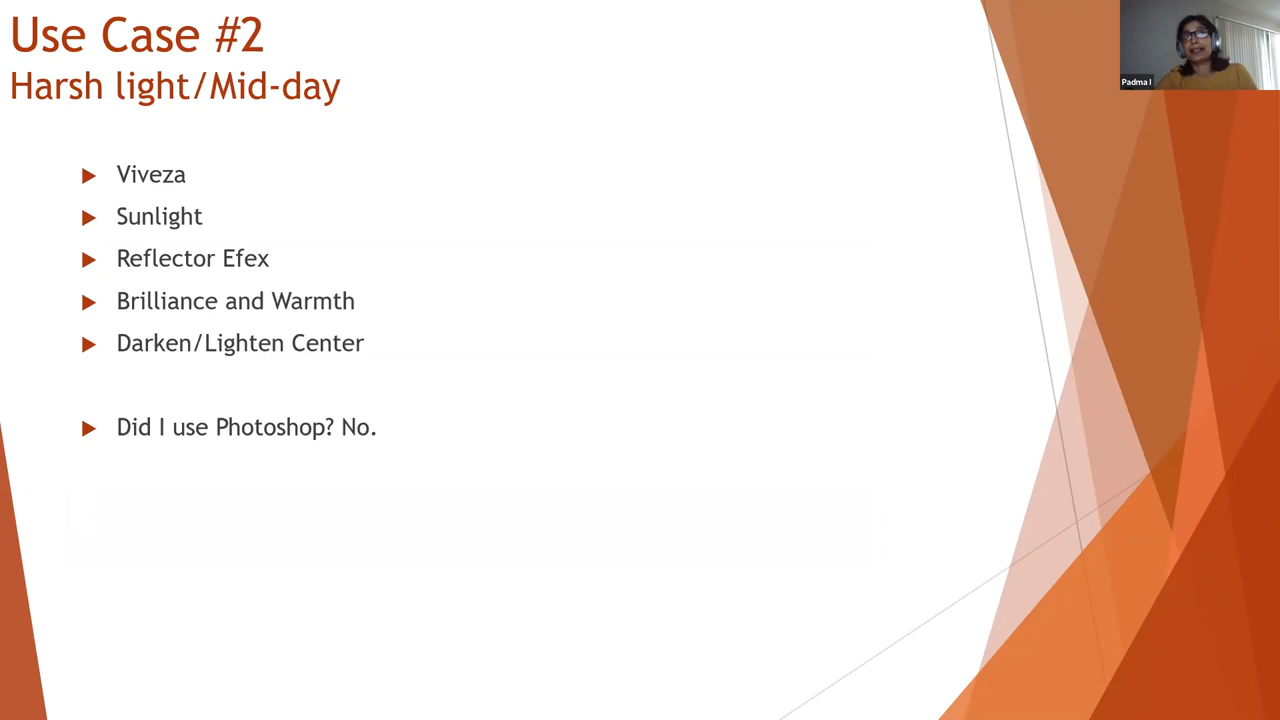 Use Case #2
Harsh light/Mid-day
Viveza
Sunlight
Reflector Efex
Brilliance and Warmth
Darken/Lighten Center
Did I use Photoshop? No.
Padma I